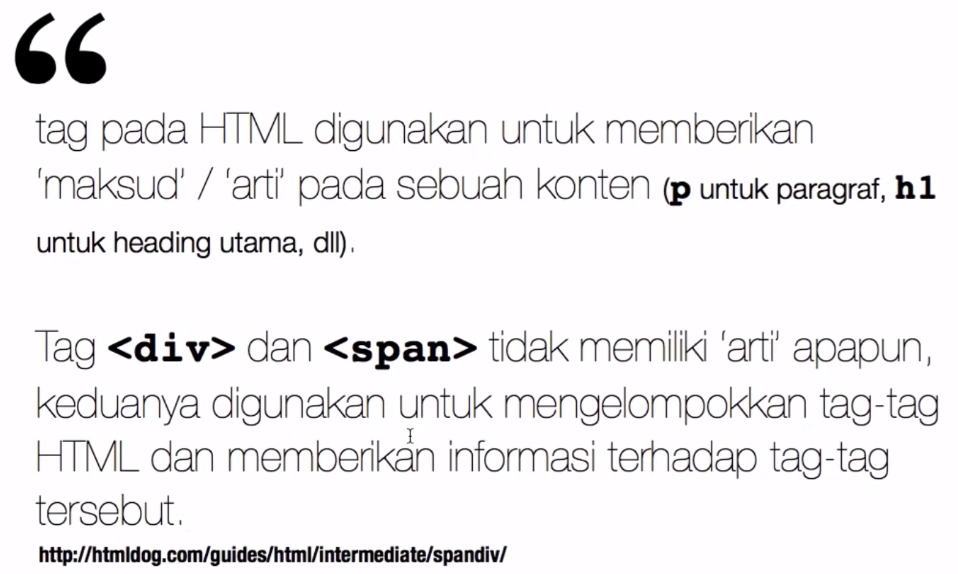 “
tag pada HTML digunakan untuk memberikan
‘maksud’ / ‘arti’ pada sebuah konten (p untuk paragraf, h1
untuk heading utama, dll).
Tag <div> dan <span> tidak memiliki ‘arti’ apapun,
keduanya digunakan untuk mengelompokkan tag-tag
HTML dan memberikan informasi terhadap tag-tag
tersebut.
http://htmldog.com/guides/html/intermediate/spandiv/